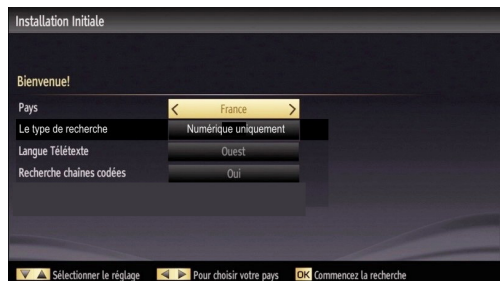 Installation Initiale
Bienvenue!
Pays France
Le type de recherche Numérique uniquement
Langue Télétexte Ouest
Recherche chaînes codées Oui
Sélectionner le réglage Pour choisir votre pays OK Commencez la recherche